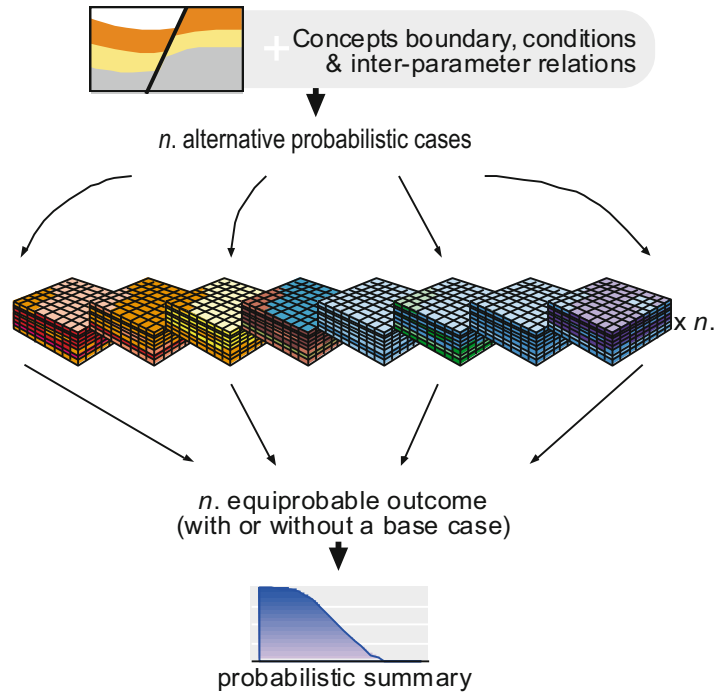 + Concepts boundary, conditions
& inter-parameter relations
n. alternative probabilistic cases
x n.
n. equiprobable outcome
(with or without a base case)
probabilistic summary